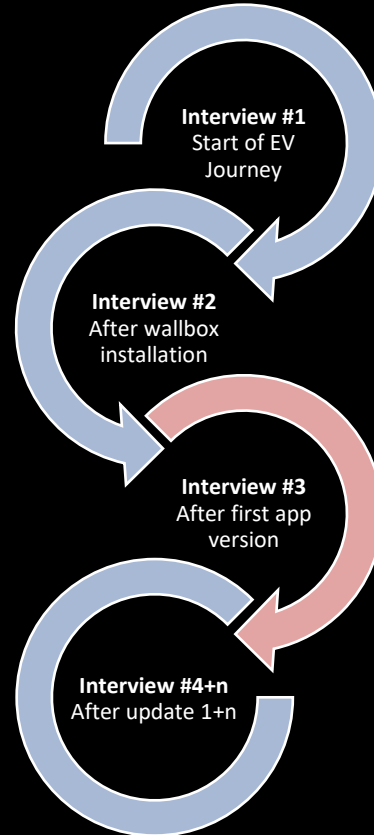 Interview #1
Start of EV
Journey
Interview #2
After wallbox
installation
Interview #3
After first app
version
Interview #4+n
After update 1+n